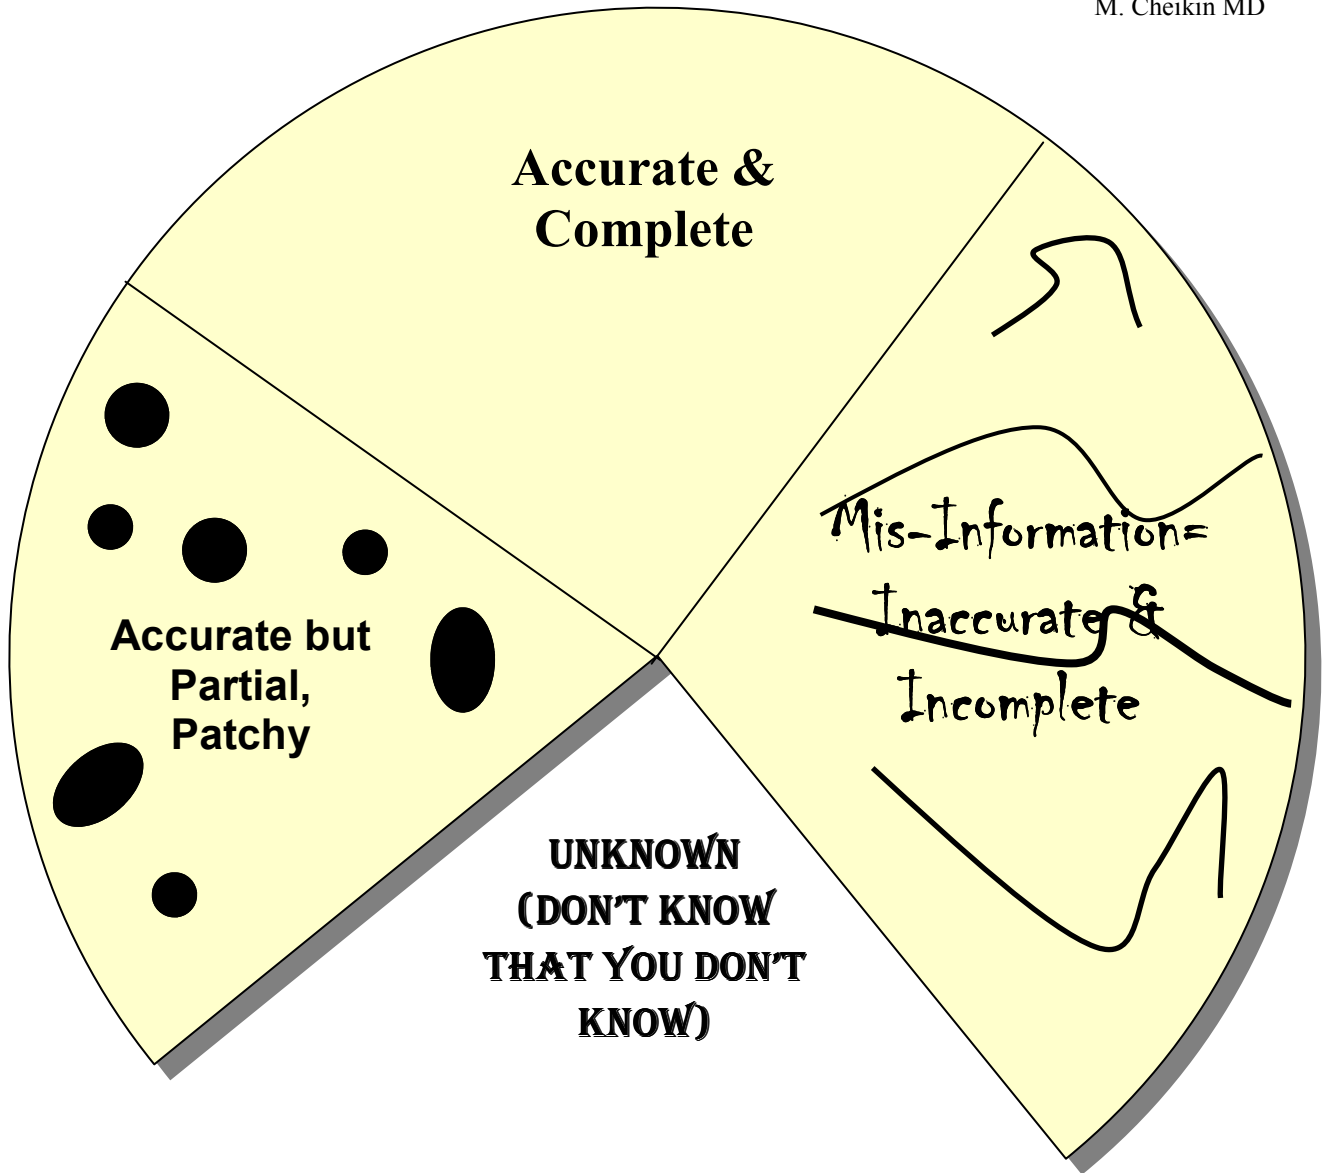 M. Cheikin MD
Accurate &
Complete
Accurate but
Partial,
Patchy
Mis-Information=
Inaccurate &
Incomplete
UNKNOWN
(DON'T KNOW
THAT YOU DON'T
KNOW)